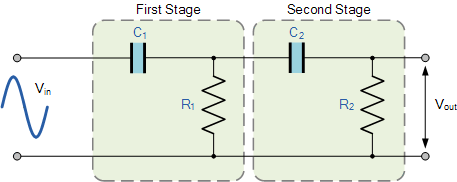 First Stage
Second Stage
C1
C2
Vin
R1
R2
Vout